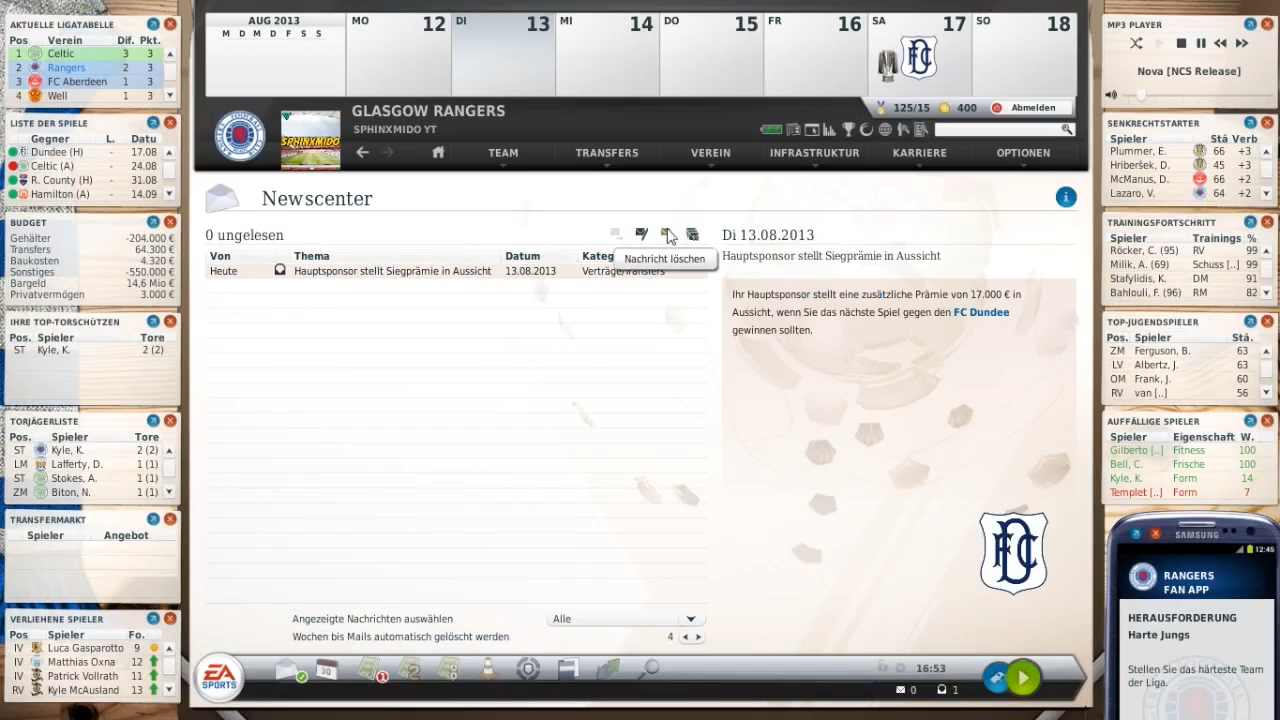 AKTUELLE LIGATABELLE
Pos Verein Dif. Pkt.
1 Celtic 3 3
2 Rangers 2 3
3 FC Aberdeen 1 3
4 Well 1 3
LISTE DER SPIELE
Gegner L. Datu
Dundee (H) - 17.08
Celtic (A) - 24.08
R. County (H) - 31.08
Hamilton (A) - 14.09
BUDGET
Gehälter -204.000 €
Transfers 64.300 €
Baukosten 4.320 €
Sonstiges -550.000 €
Bargeld 14,6 Mio €
Privatvermögen 3.000 €
IHRE TOP-TORSCHÜTZEN
Pos. Spieler Tore
ST Kyle, K. 2 (2)
TORJÄGERLISTE
Pos. Spieler Tore
ST Kyle, K. 2 (2)
LM Lafferty, D. 1 (1)
ST Stokes, A. 1 (1)
ZM Biton, N. 1 (1)
TRANSFERMARKT
Spieler Angebot
VERLIEHENE SPIELER
Pos Spieler Fo.
IV Luca Gasparotto 9
IV Matthias Oxna 12
IV Patrick Vollrath 11
RV Kyle McAusland 13
AUG 2013
M D M D F S S
MO 12 DI 13 MI 14 DO 15 FR 16 SA 17 SO 18
GLASGOW RANGERS
SPHINXMIDO YT
SPHINXMIDO
125/15 400 Abmelden
TEAM TRANSFERS VEREIN INFRASTRUKTUR KARRIERE OPTIONEN
Newscenter
0 ungelesen
Von Thema Datum Kateg
Nachricht löschen
Heute Hauptsponsor stellt Siegprämie in Aussicht 13.08.2013 Verträge/Transfers
Di 13.08.2013
Hauptsponsor stellt Siegprämie in Aussicht
Ihr Hauptsponsor stellt eine zusätzliche Prämie von 17.000 € in
Aussicht, wenn Sie das nächste Spiel gegen den FC Dundee
gewinnen sollten.
Angezeigte Nachrichten auswählen Alle
Wochen bis Mails automatisch gelöscht werden 4
EA SPORTS
30
1
2
16:53
0 1
MP3 PLAYER
Nova [NCS Release]
SENKRECHTSTARTER
Spieler Stä Verb
Plummer, E. 66 +3
Hriberšek, D. 45 +3
McManus, D. 66 +2
Lazaro, V. 64 +2
TRAININGSFORTSCHRITT
Spieler Trainings %
Röcker, C. (95) RV 99
Milik, A. (69) Schuss [..] 99
Stafylidis, K. DM 91
Bahlouli, F. (96) RM 82
TOP-JUGENDSPIELER
Pos. Spieler Stä.
ZM Ferguson, B. 63
LV Albertz, J. 63
OM Frank, J. 60
RV van [..] 56
AUFFÄLLIGE SPIELER
Spieler Eigenschaft W.
Gilberto [..] Fitness 100
Bell, C. Frische 100
Kyle, K. Form 14
Templet [..] Form 7
SAMSUNG
12:45
RANGERS
FAN APP
HERAUSFORDERUNG
Harte Jungs
Stellen Sie das härteste Team
der Liga.